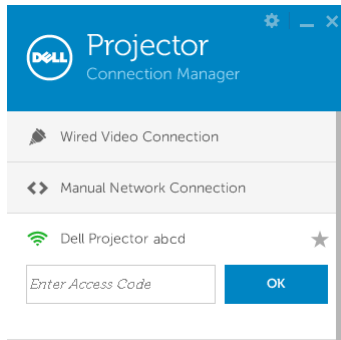 DELL
Projector
Connection Manager
Wired Video Connection
Manual Network Connection
Dell Projector abcd
Enter Access Code
OK